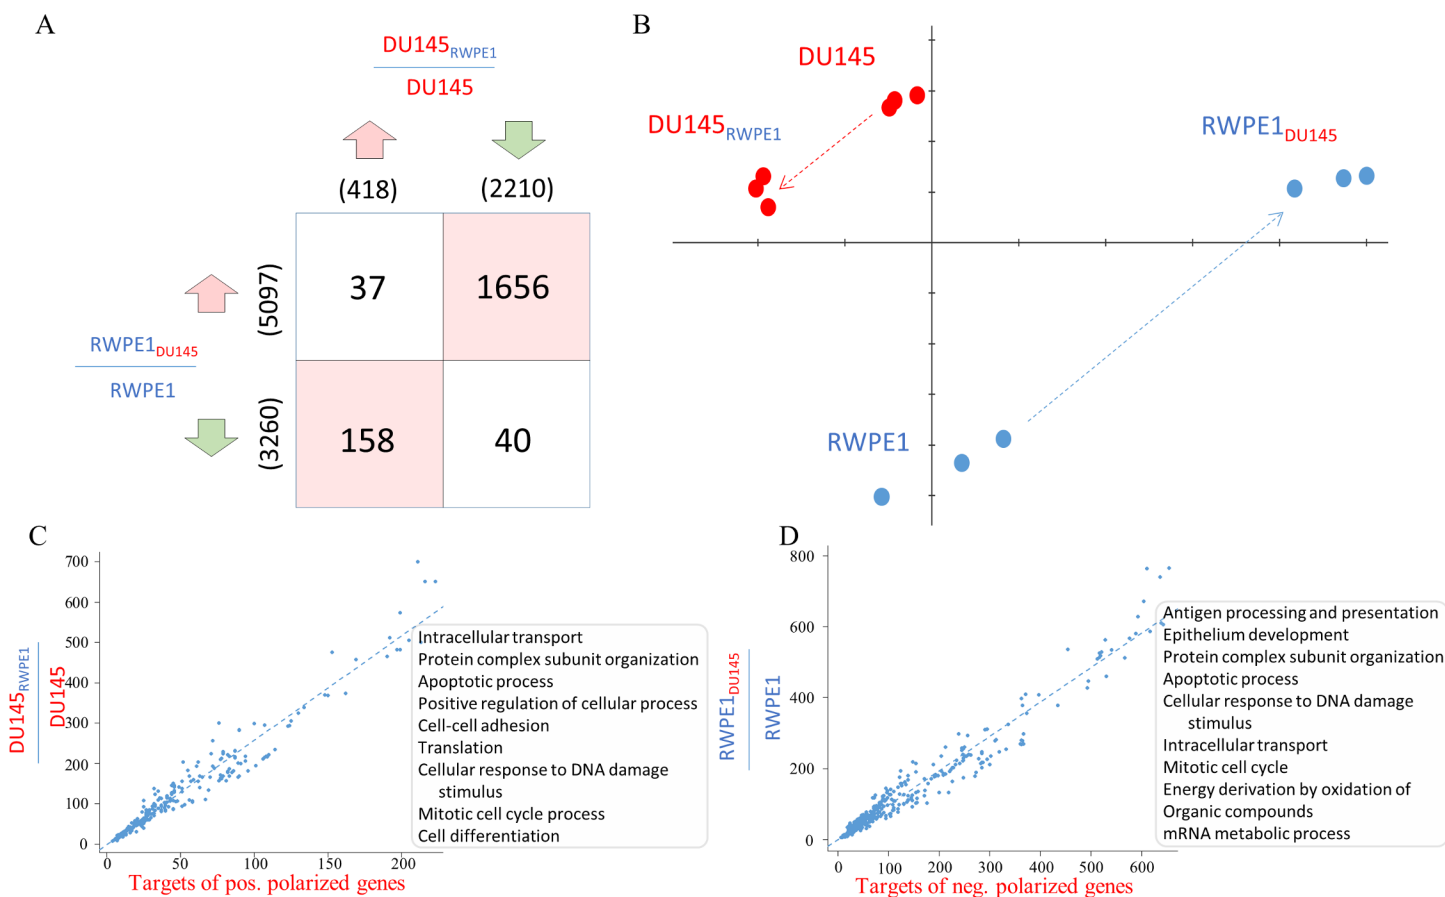 A
DU145RWPE1
DU145
(418)
(2210)
(5097)
37
1656
RWPE1DU145
RWPE1
(3260)
158
40
B
DU145
DU145RWPE1
RWPE1DU145
RWPE1
C
700
600
500
400
300
200
100
0
0
50
100
150
200
DU145RWPE1
DU145
Targets of pos. polarized genes
Intracellular transport
Protein complex subunit organization
Apoptotic process
Positive regulation of cellular process
Cell-cell adhesion
Translation
Cellular response to DNA damage
stimulus
Mitotic cell cycle process
Cell differentiation
D
800
600
400
200
0
0
100
200
300
400
500
600
RWPE1DU145
RWPE1
Targets of neg. polarized genes
Antigen processing and presentation
Epithelium development
Protein complex subunit organization
Apoptotic process
Cellular response to DNA damage
stimulus
Intracellular transport
Mitotic cell cycle
Energy derivation by oxidation of
Organic compounds
mRNA metabolic process